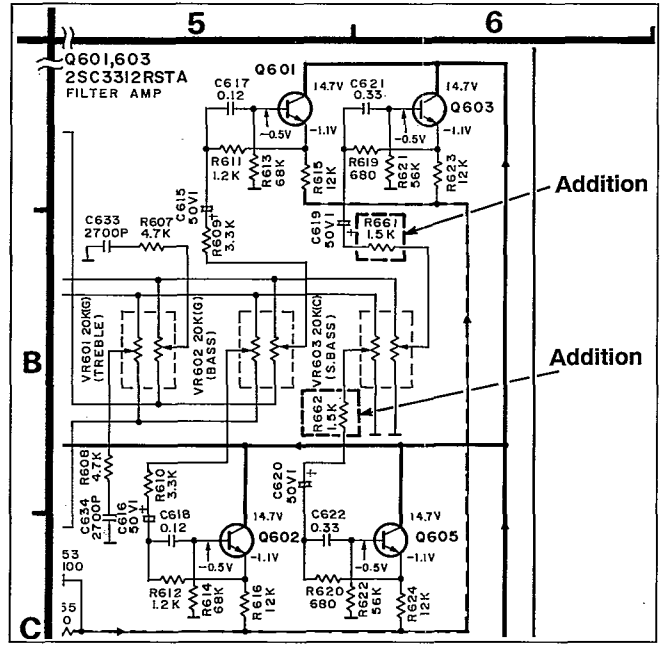 5
6
Q601,603
2SC3312RSTA
FILTER AMP
Q601
C617
0.12
14.7V
-0.5V
-1.1V
C621
0.33
14.7V
Q603
-0.5V
-1.1V
R611
1.2K
R613
68K
R615
12K
R619
680
R621
56K
R623
12K
Addition
C615
50V1
+
R609
3.3K
C619
50V1
+
R661
1.5K
C633
2700P
R607
4.7K
B
VR601 20K(G)
(TREBLE)
VR602 20K(G)
(BASS)
VR603 20K(C)
(S.BASS)
Addition
R662
1.5K
R608
4.7K
C634
2700P
R610
3.3K
C616
50V1
+
C620
50V1
+
C618
0.12
14.7V
Q602
-0.5V
-1.1V
C622
0.33
14.7V
Q605
-0.5V
-1.1V
R612
1.2K
R614
68K
R616
12K
R620
680
R622
56K
R624
12K
53
100
55
0
C